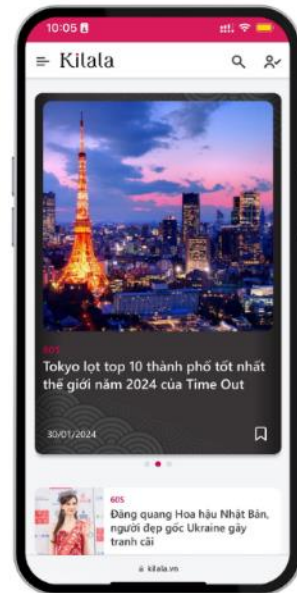 10:05
Kilala
60S
Tokyo lọt top 10 thành phố tốt nhất
thế giới năm 2024 của Time Out
30/01/2024
60S
Đăng quang Hoa hậu Nhật Bản,
người đẹp gốc Ukraine gây
tranh cãi
kilala.vn